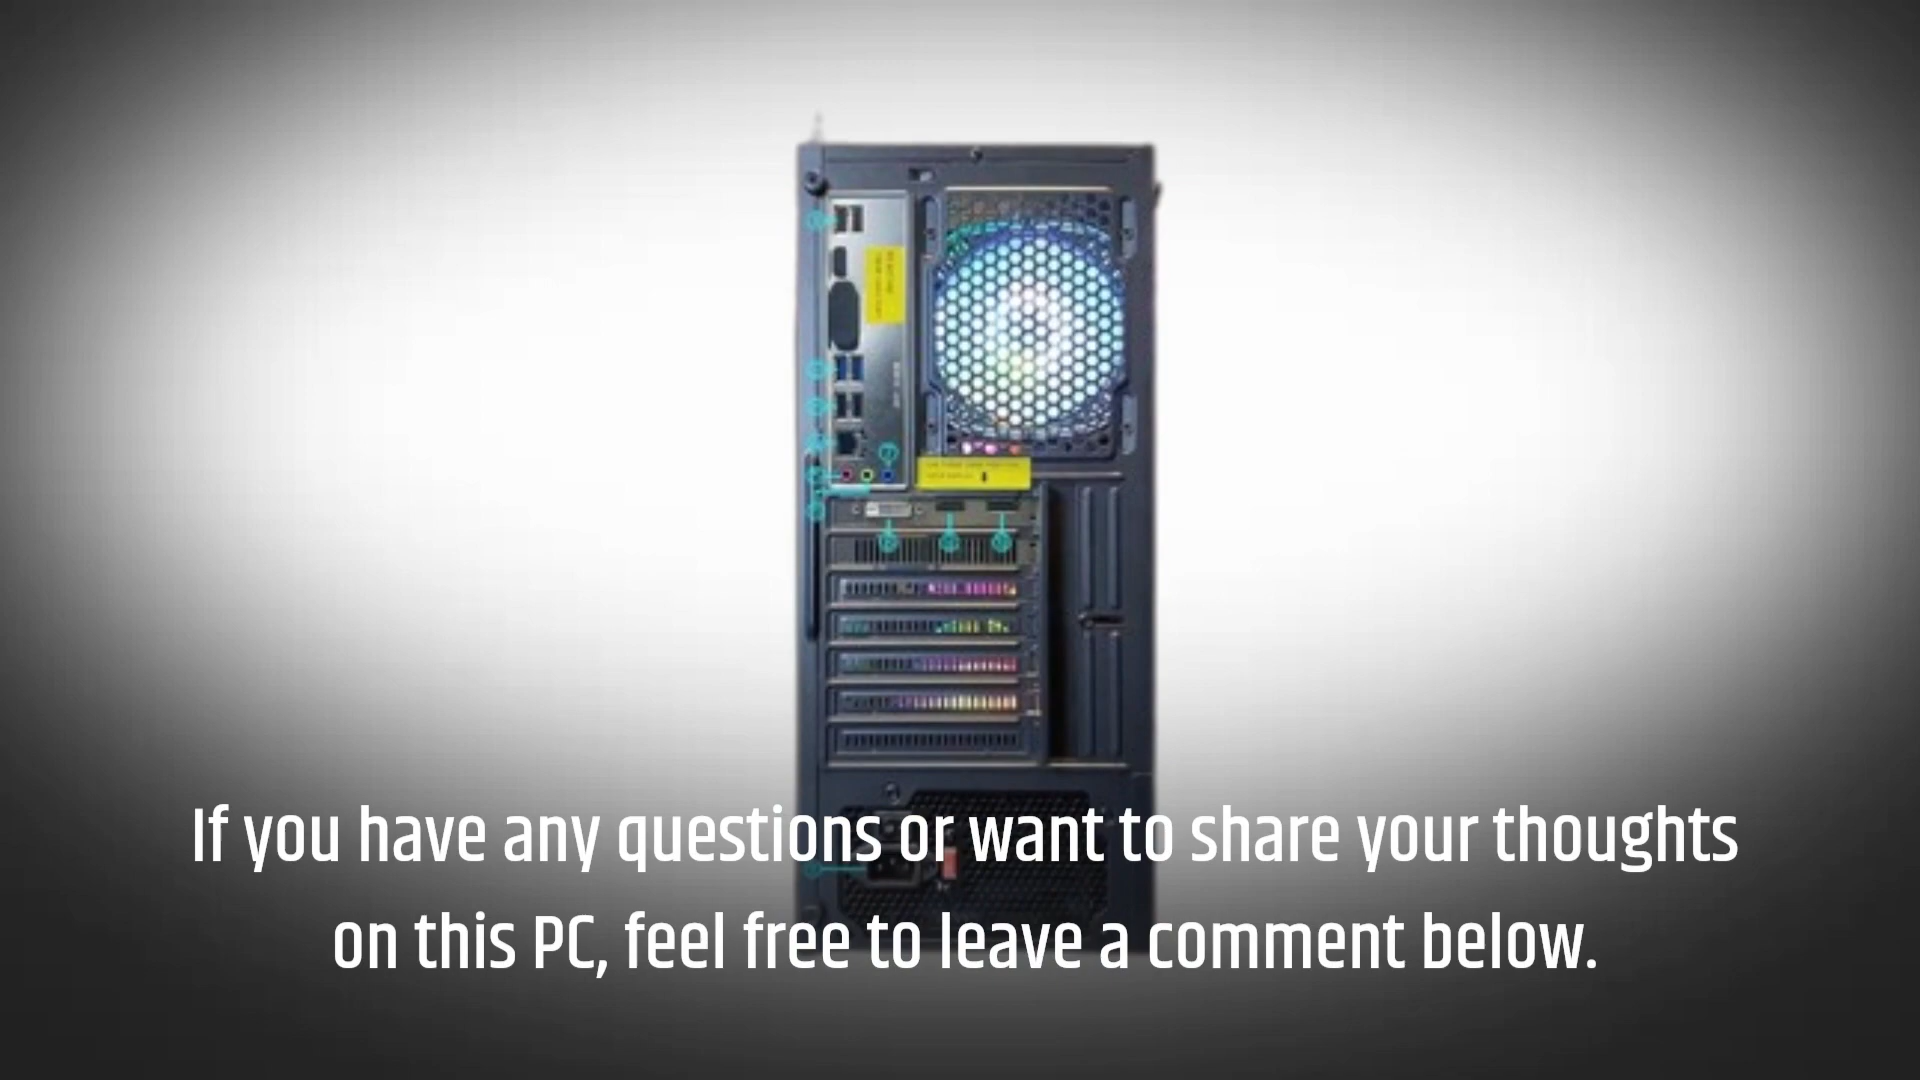 If you have any questions or want to share your thoughts
on this PC, feel free to leave a comment below.